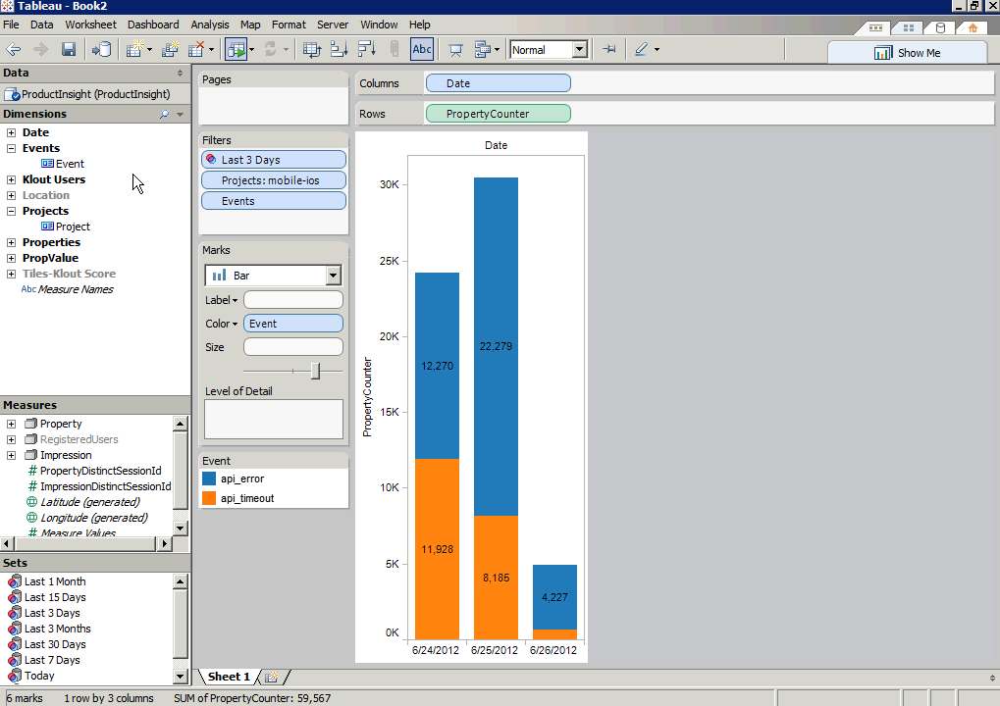 Tableau - Book2
File Data Worksheet Dashboard Analysis Map Format Server Window Help
Abc Normal Show Me
Data
ProductInsight (ProductInsight)
Dimensions
Date
Events
Event
Klout Users
Location
Projects
Project
Properties
PropValue
Tiles-Klout Score
Abc Measure Names
Measures
Property
RegisteredUsers
Impression
# PropertyDistinctSessionId
# ImpressionDistinctSessionId
Latitude (generated)
Longitude (generated)
# Measure Values
Sets
Last 1 Month
Last 15 Days
Last 3 Days
Last 3 Months
Last 30 Days
Last 7 Days
Today
Pages
Filters
Last 3 Days
Projects: mobile-ios
Events
Marks
Bar
Label
Color Event
Size
Level of Detail
Event
api_error
api_timeout
Columns Date
Rows PropertyCounter
Date
PropertyCounter
30K
25K
20K
15K
10K
5K
0K
12,270
22,279
11,928
8,185
4,227
6/24/2012 6/25/2012 6/26/2012
Sheet 1
6 marks 1 row by 3 columns SUM of PropertyCounter: 59,567